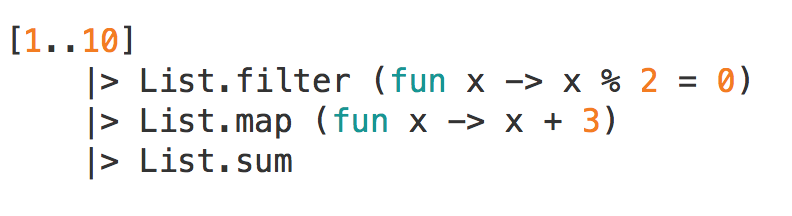 [1..10]
    |> List.filter (fun x -> x % 2 = 0)
    |> List.map (fun x -> x + 3)
    |> List.sum